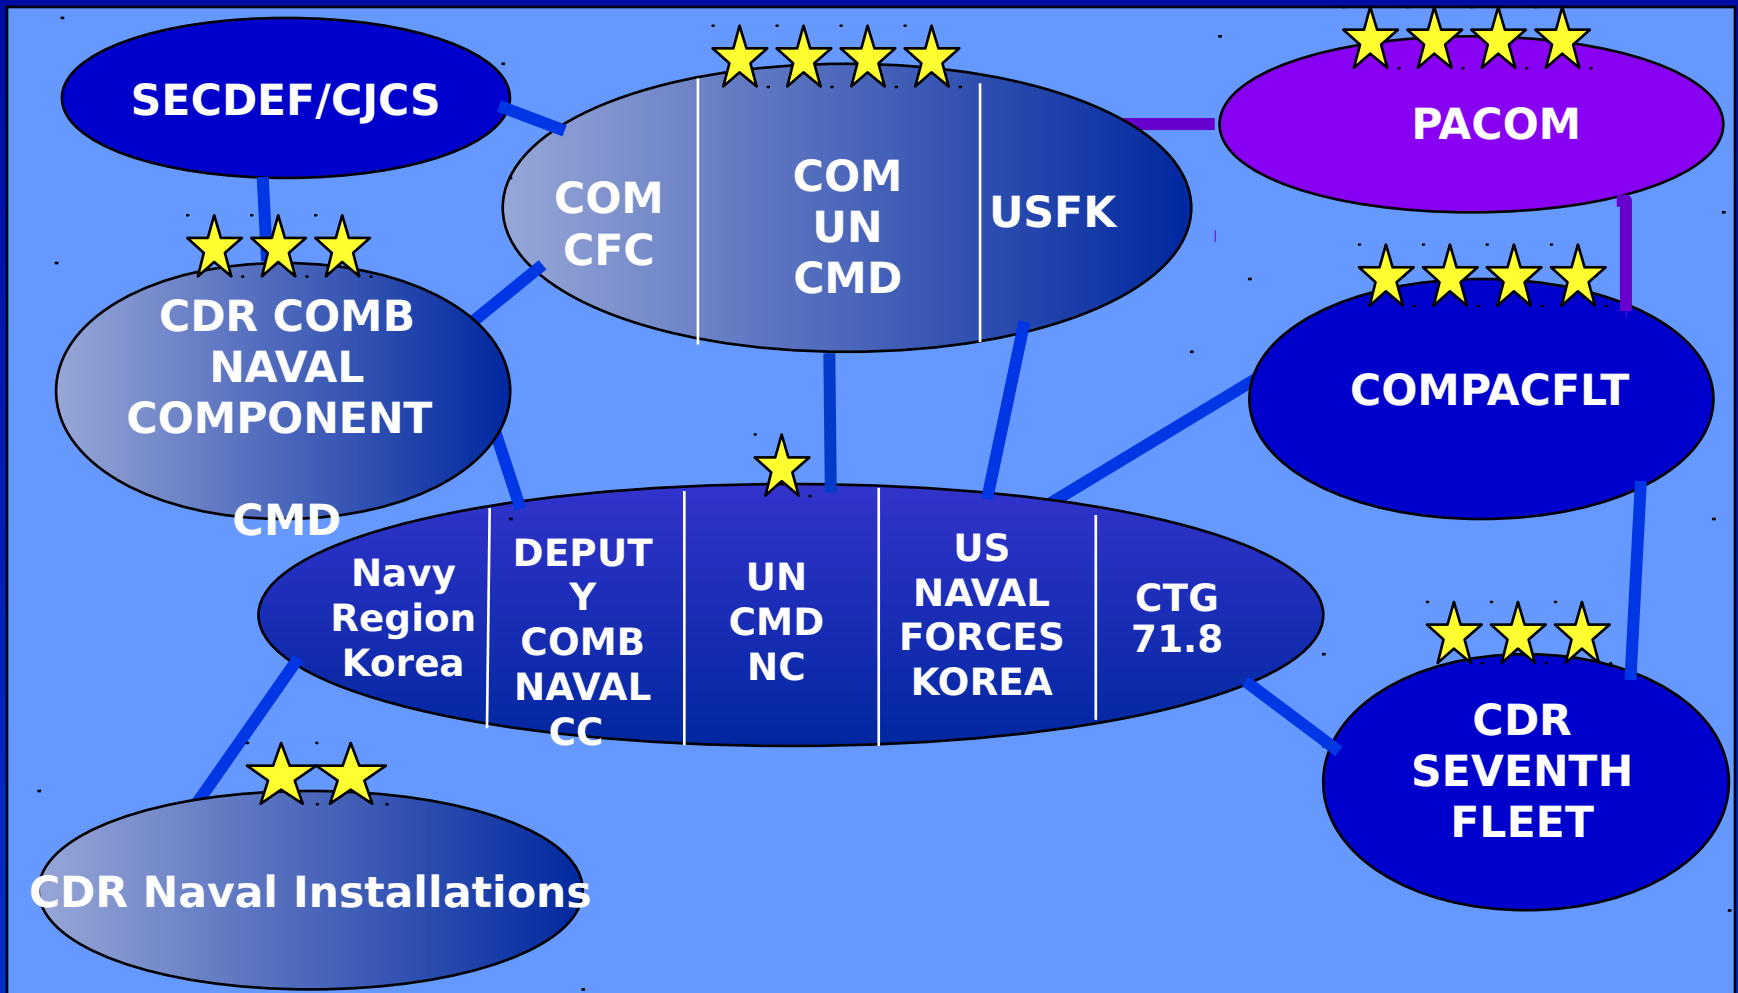 SECDEF/CJCS
COM
CFC
COM
UN
CMD
USFK
PACOM
CDR COMB
NAVAL
COMPONENT
CMD
COMPACFLT
Navy
Region
Korea
DEPUT
Y
COMB
NAVAL
CC
UN
CMD
NC
US
NAVAL
FORCES
KOREA
CTG
71.8
CDR
SEVENTH
FLEET
CDR Naval Installations